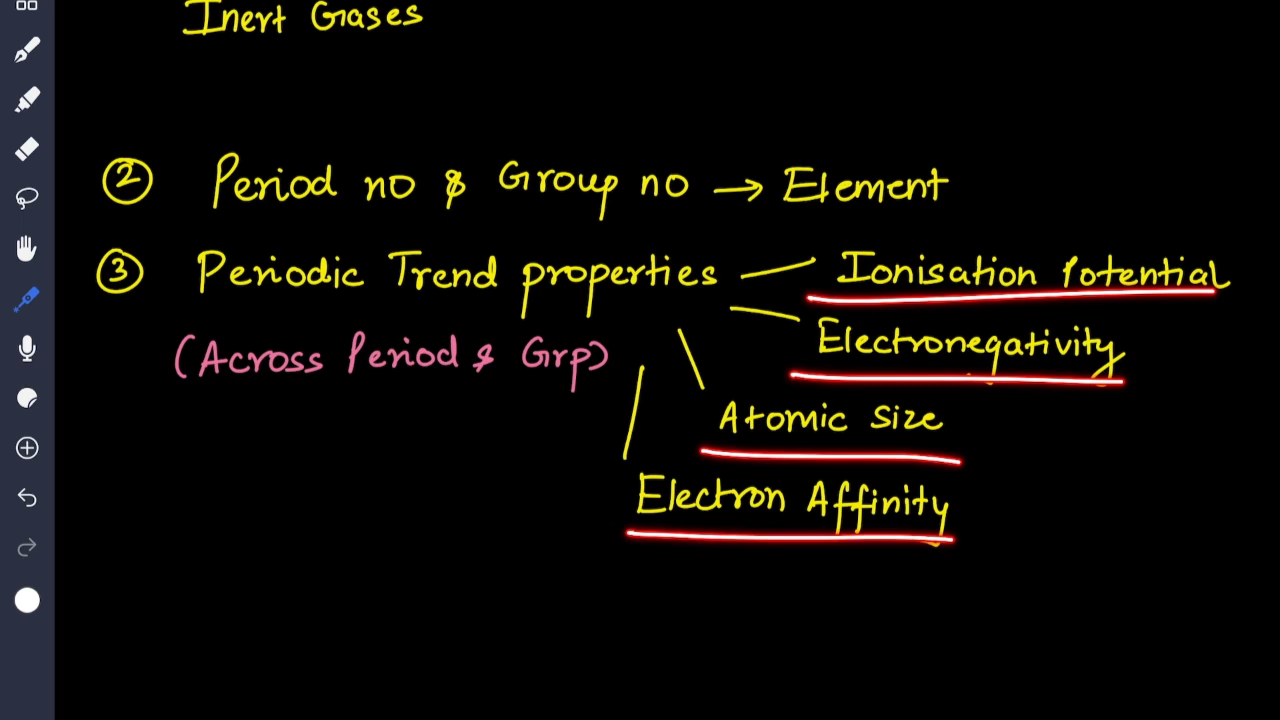 Inert Gases
② Period no & Group no → Element
③ Periodic Trend properties — Ionisation Potential
Electronegativity
(Across Period & Grp)
Atomic Size
Electron Affinity